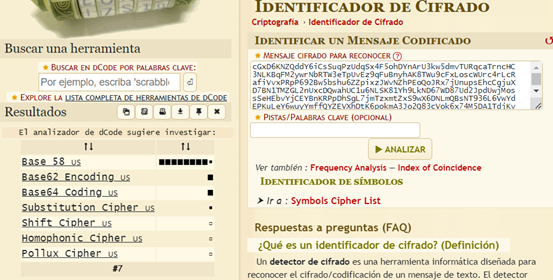 Buscar una herramienta
★ BUSCAR EN DCODE POR PALABRAS CLAVE:
Por ejemplo, escriba 'scrabbl
★ EXPLORE LA LISTA COMPLETA DE HERRAMIENTAS DE DCODE
Resultados
El analizador de dCode sugiere investigar:
↑↓ ↑↓
Base 58 US
Base62 Encoding US
Base64 Coding US
Substitution Cipher US
Shift Cipher US
Homophonic Cipher US
Pollux Cipher US
#7
IDENTIFICADOR DE CIFRADO
Criptografía › Identificador de Cifrado
IDENTIFICAR UN MENSAJE CODIFICADO
★ MENSAJE CIFRADO PARA RECONOCER ?
★ PISTAS/PALABRAS CLAVE (OPCIONAL)
▶ ANALIZAR
Ver también : Frequency Analysis — Index of Coincidence
IDENTIFICADOR DE SÍMBOLOS
➤ Ir a : Symbols Cipher List
Respuestas a preguntas (FAQ)
¿Qué es un identificador de cifrado? (Definición)
Un detector de cifrado es una herramienta informática diseñada para
reconocer el cifrado/codificación de un mensaje de texto. El detector